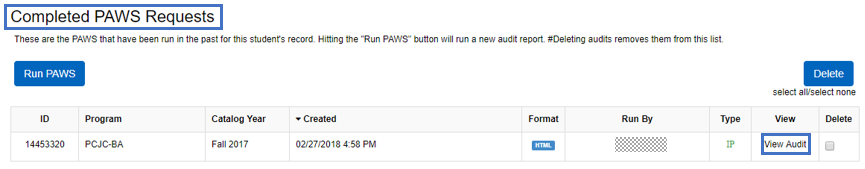 Completed PAWS Requests
These are the PAWS that have been run in the past for this student's record. Hitting the "Run PAWS" button will run a new audit report. #Deleting audits removes them from this list.
Run PAWS Delete
select all/select none
ID Program Catalog Year Created Format Run By Type View Delete
14453320 PCJC-BA Fall 2017 02/27/2018 4:58 PM HTML IP View Audit